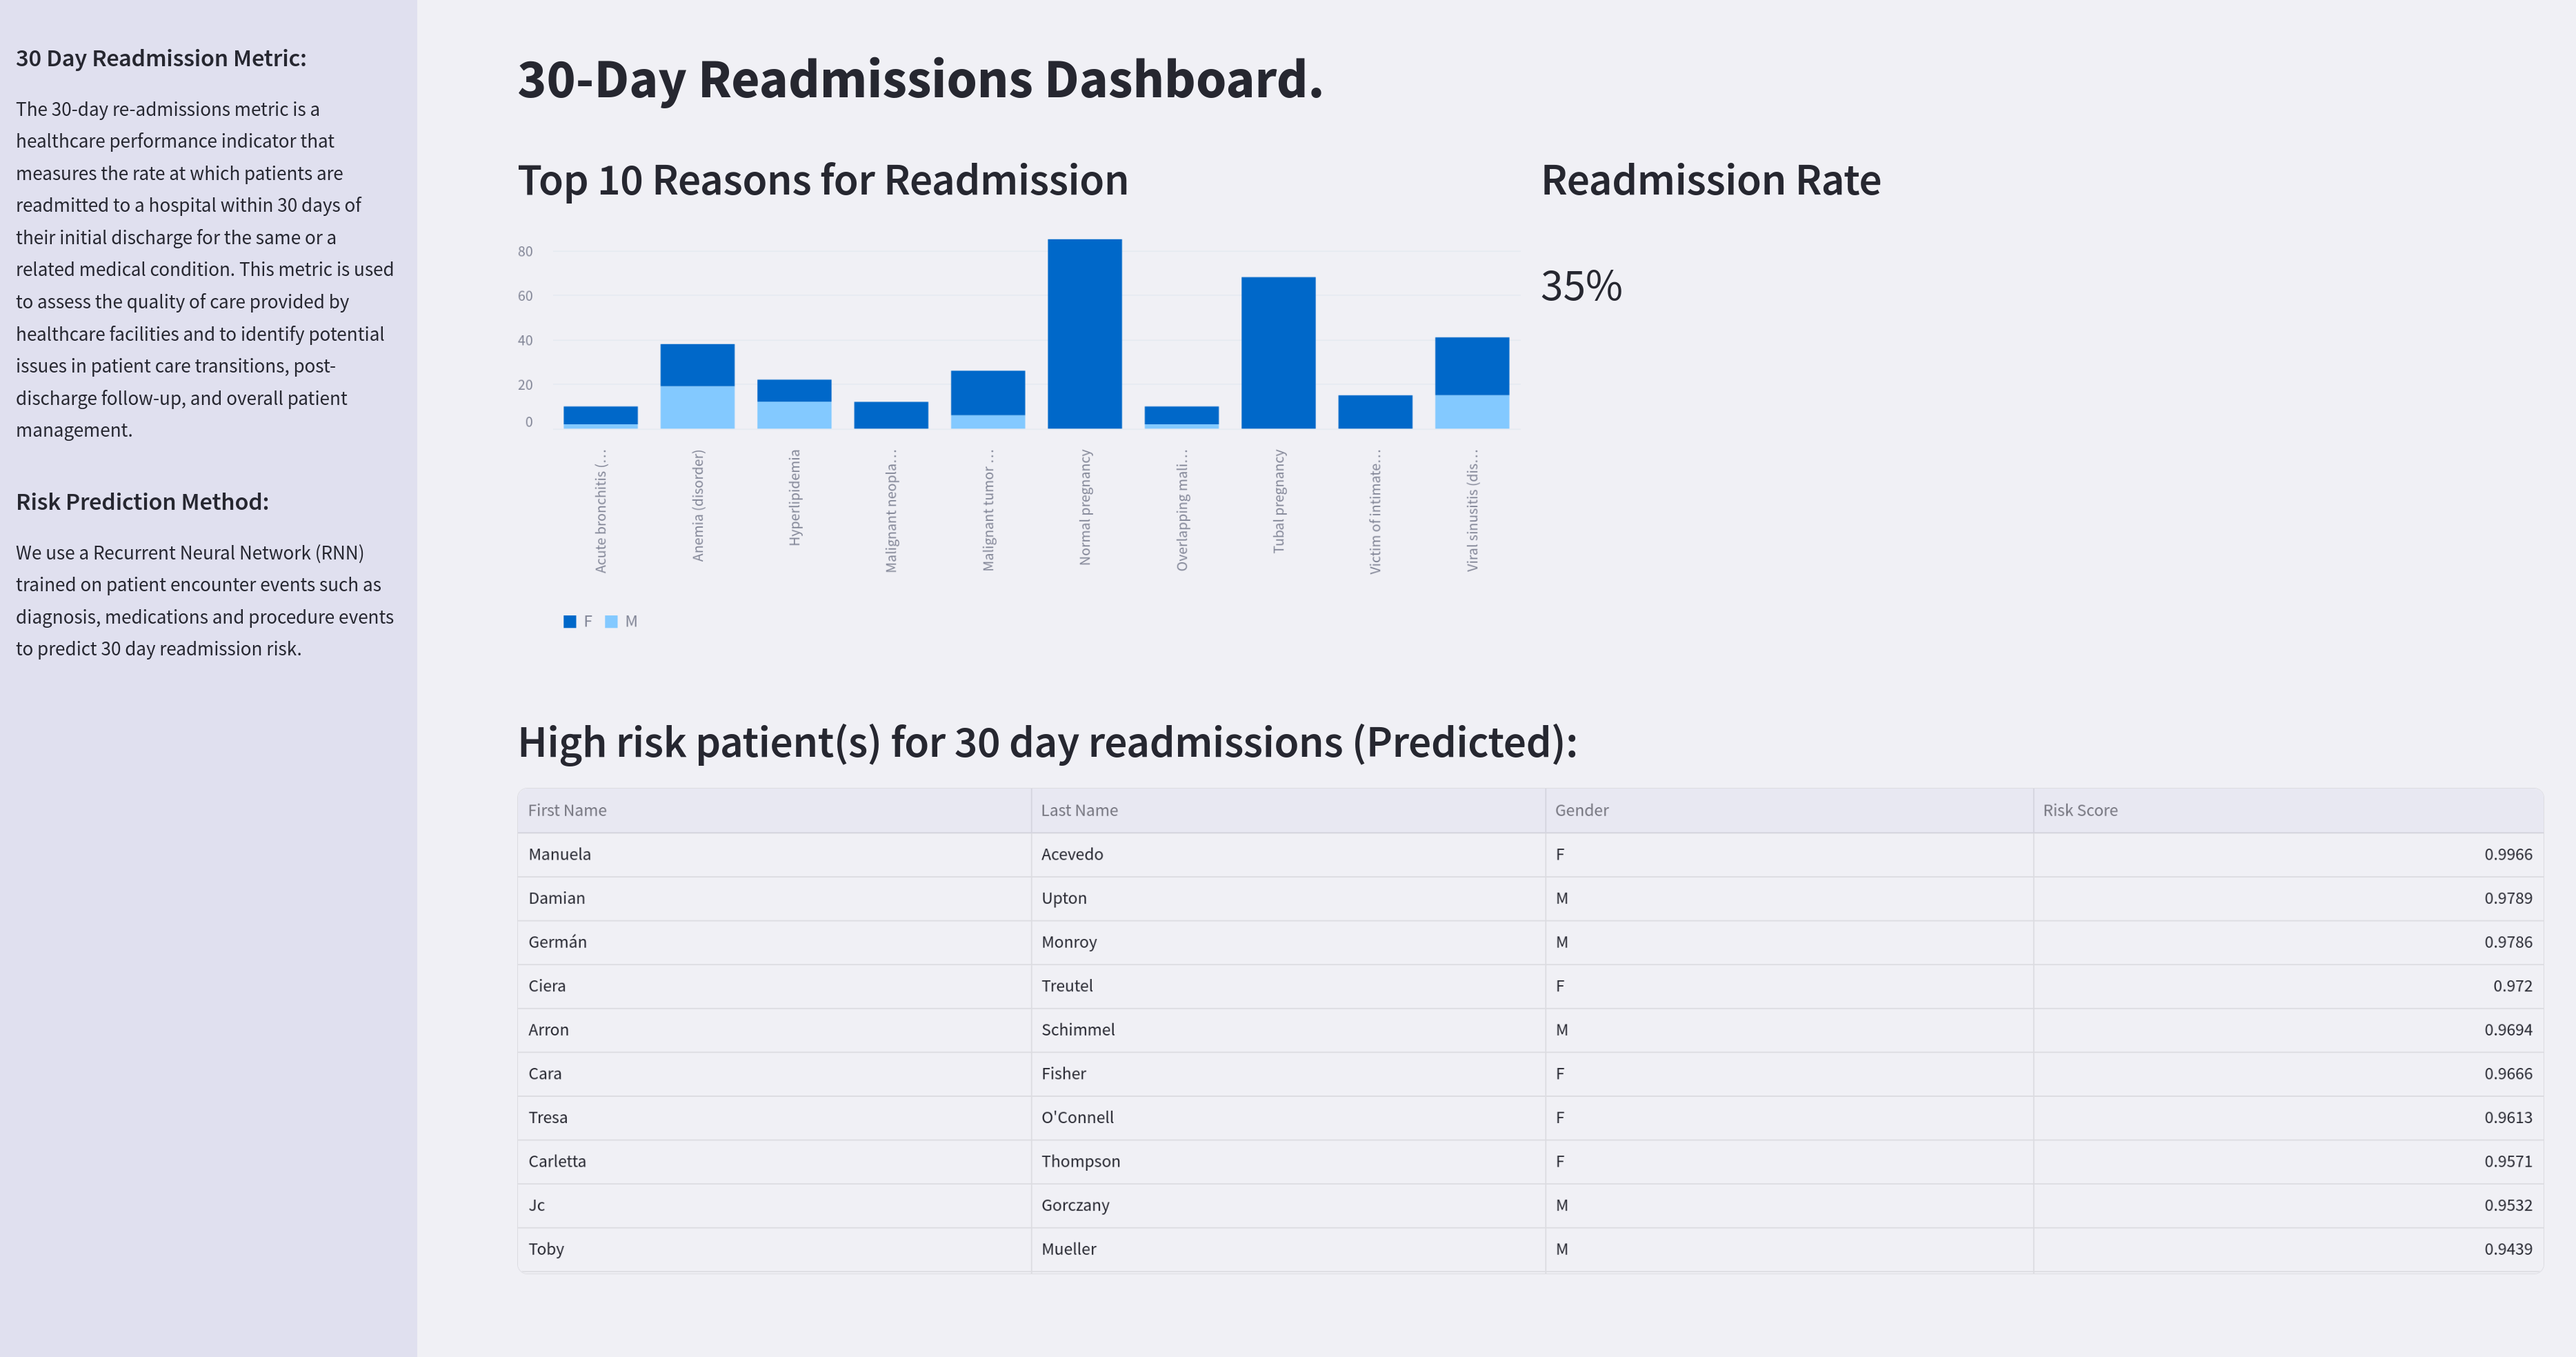 30 Day Readmission Metric:
The 30-day re-admissions metric is a
healthcare performance indicator that
measures the rate at which patients are
readmitted to a hospital within 30 days of
their initial discharge for the same or a
related medical condition. This metric is used
to assess the quality of care provided by
healthcare facilities and to identify potential
issues in patient care transitions, post-
discharge follow-up, and overall patient
management.
Risk Prediction Method:
We use a Recurrent Neural Network (RNN)
trained on patient encounter events such as
diagnosis, medications and procedure events
to predict 30 day readmission risk.
30-Day Readmissions Dashboard.
Top 10 Reasons for Readmission
80
60
40
20
0
Acute bronchitis (…
Anemia (disorder)
Hyperlipidemia
Malignant neopla…
Malignant tumor …
Normal pregnancy
Overlapping mali…
Tubal pregnancy
Victim of intimate…
Viral sinusitis (dis…
F M
Readmission Rate
35%
High risk patient(s) for 30 day readmissions (Predicted):
First Name Last Name Gender Risk Score
Manuela Acevedo F 0.9966
Damian Upton M 0.9789
Germán Monroy M 0.9786
Ciera Treutel F 0.972
Arron Schimmel M 0.9694
Cara Fisher F 0.9666
Tresa O'Connell F 0.9613
Carletta Thompson F 0.9571
Jc Gorczany M 0.9532
Toby Mueller M 0.9439